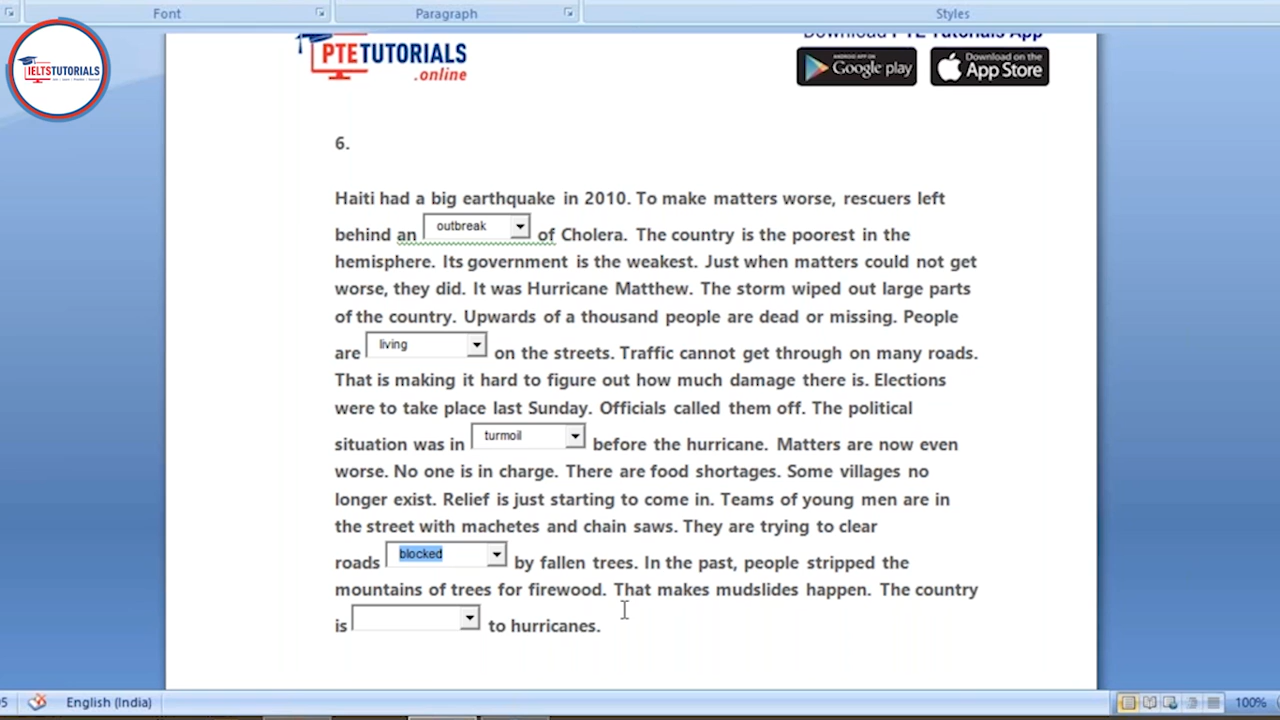 Font
Paragraph
Styles
IELTSTUTORIALS
PTETUTORIALS
.online
Download PTE Tutorials App
ANDROID APP ON
Google play
Download on the
App Store
6.
Haiti had a big earthquake in 2010. To make matters worse, rescuers left
behind an outbreak of Cholera. The country is the poorest in the
hemisphere. Its government is the weakest. Just when matters could not get
worse, they did. It was Hurricane Matthew. The storm wiped out large parts
of the country. Upwards of a thousand people are dead or missing. People
are living on the streets. Traffic cannot get through on many roads.
That is making it hard to figure out how much damage there is. Elections
were to take place last Sunday. Officials called them off. The political
situation was in turmoil before the hurricane. Matters are now even
worse. No one is in charge. There are food shortages. Some villages no
longer exist. Relief is just starting to come in. Teams of young men are in
the street with machetes and chain saws. They are trying to clear
roads blocked by fallen trees. In the past, people stripped the
mountains of trees for firewood. That makes mudslides happen. The country
is to hurricanes.
English (India)
100%